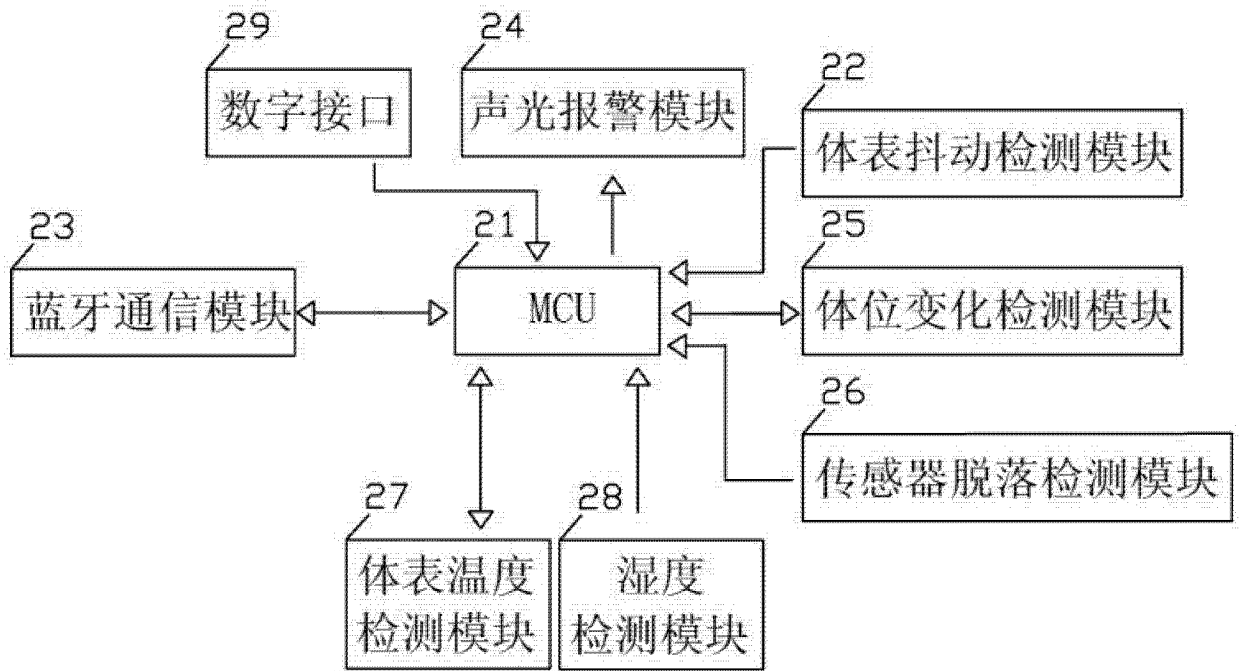 29
数字接口
24
声光报警模块
22
体表抖动检测模块
23
蓝牙通信模块
21
MCU
25
体位变化检测模块
26
传感器脱落检测模块
27
体表温度
检测模块
28
湿度
检测模块